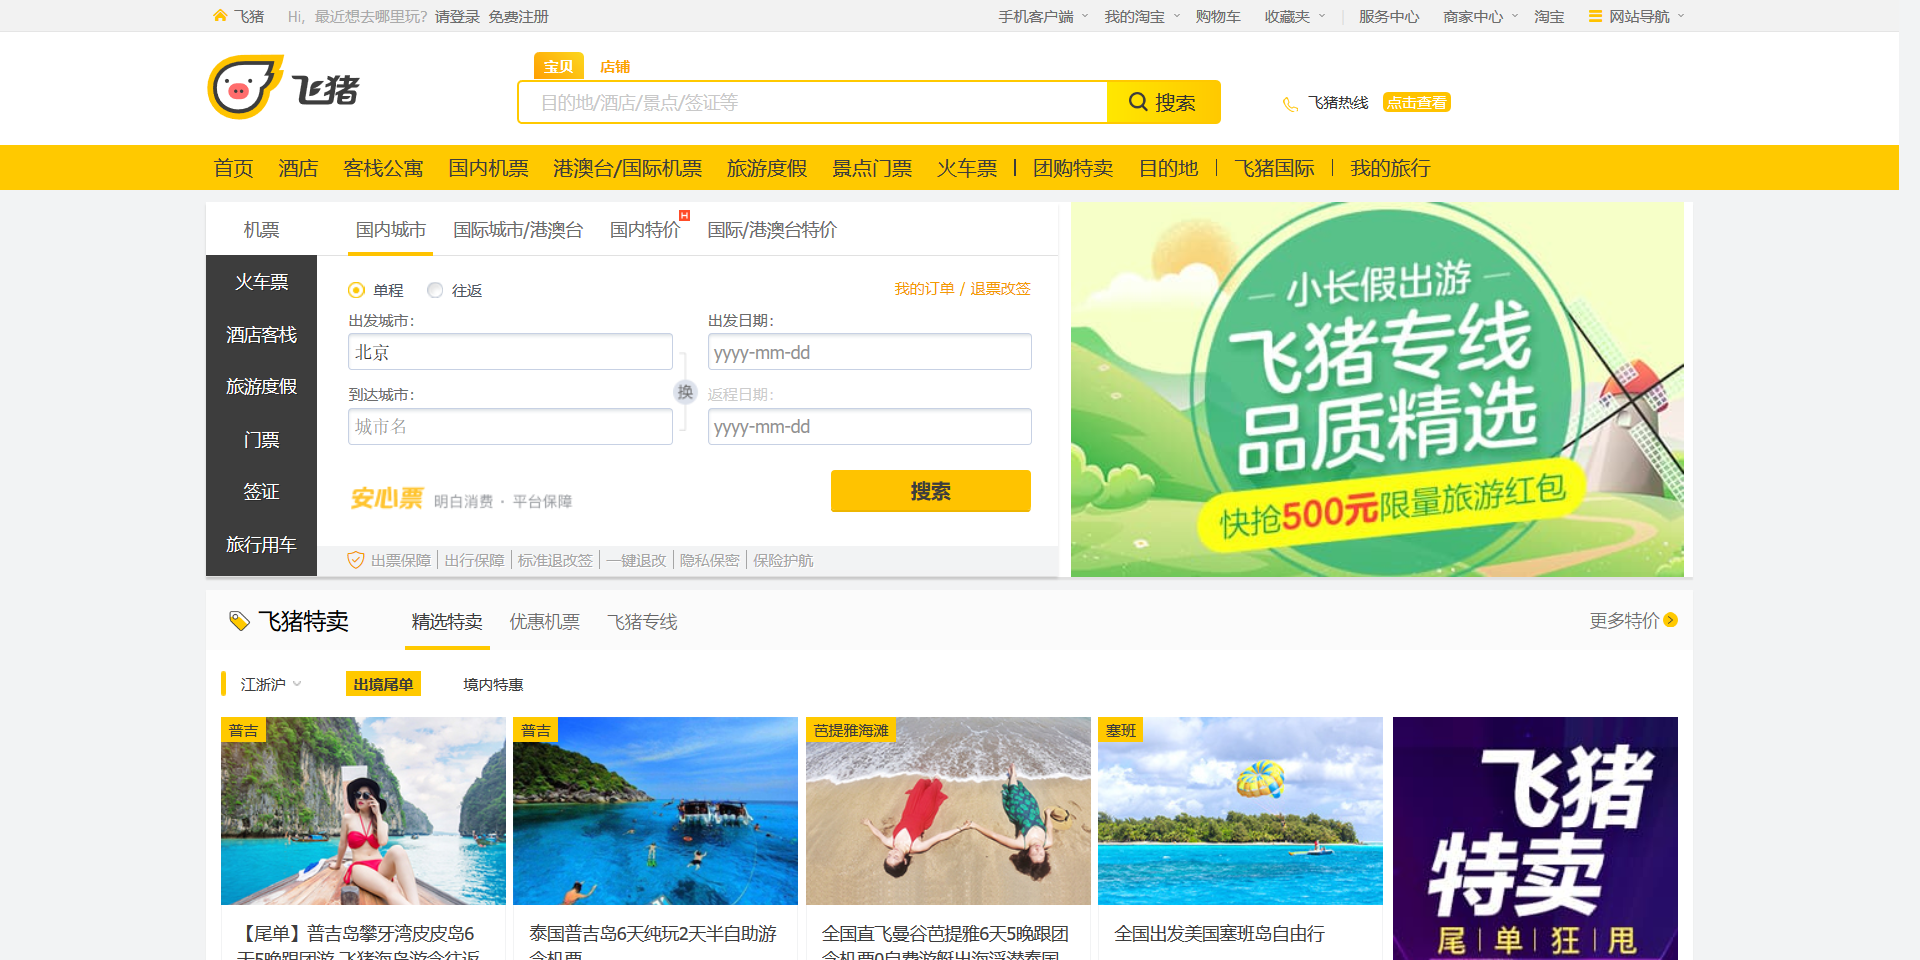 飞猪 Hi, 最近想去哪里玩? 请登录 免费注册 手机客户端 我的淘宝 购物车 收藏夹 服务中心 商家中心 淘宝 网站导航
宝贝 店铺
飞猪
目的地/酒店/景点/签证等 搜索 飞猪热线 点击查看
首页 酒店 客栈公寓 国内机票 港澳台/国际机票 旅游度假 景点门票 火车票 团购特卖 目的地 飞猪国际 我的旅行
机票 国内城市 国际城市/港澳台 国内特价 H 国际/港澳台特价
火车票
酒店客栈
旅游度假
门票
签证
旅行用车
单程 往返 我的订单 / 退票改签
出发城市: 出发日期:
北京 yyyy-mm-dd
换
到达城市: 返程日期:
城市名 yyyy-mm-dd
安心票 明白消费 · 平台保障 搜索
出票保障 出行保障 标准退改签 一键退改 隐私保密 保险护航
小长假出游
飞猪专线
品质精选
快抢500元限量旅游红包
飞猪特卖 精选特卖 优惠机票 飞猪专线 更多特价
江浙沪 出境尾单 境内特惠
普吉 普吉 芭提雅海滩 塞班
飞猪
特卖
尾 单 狂 甩
【尾单】普吉岛攀牙湾皮皮岛6
天5晚跟团游 飞猪海岛游含往返
泰国普吉岛6天纯玩2天半自助游
含机票
全国直飞曼谷芭提雅6天5晚跟团
含机票0自费游艇出海浮潜泰国
全国出发美国塞班岛自由行